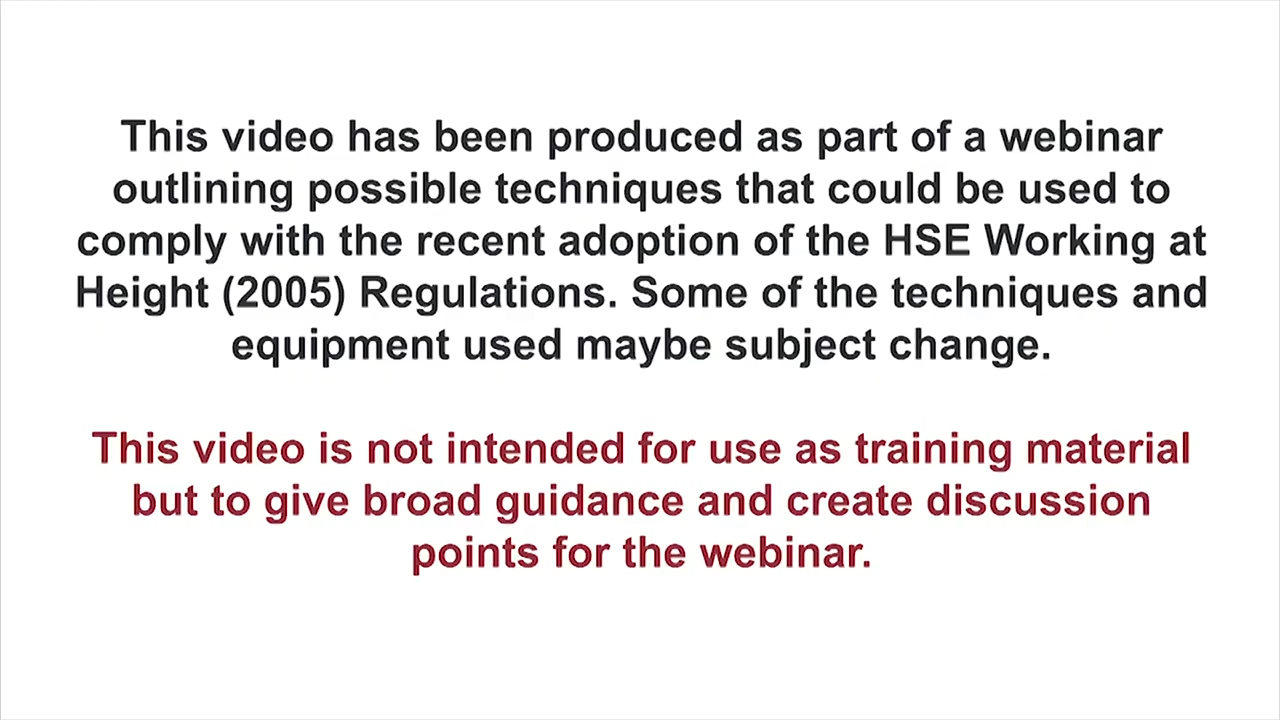 This video has been produced as part of a webinar
outlining possible techniques that could be used to
comply with the recent adoption of the HSE Working at
Height (2005) Regulations. Some of the techniques and
equipment used maybe subject change.
This video is not intended for use as training material
but to give broad guidance and create discussion
points for the webinar.